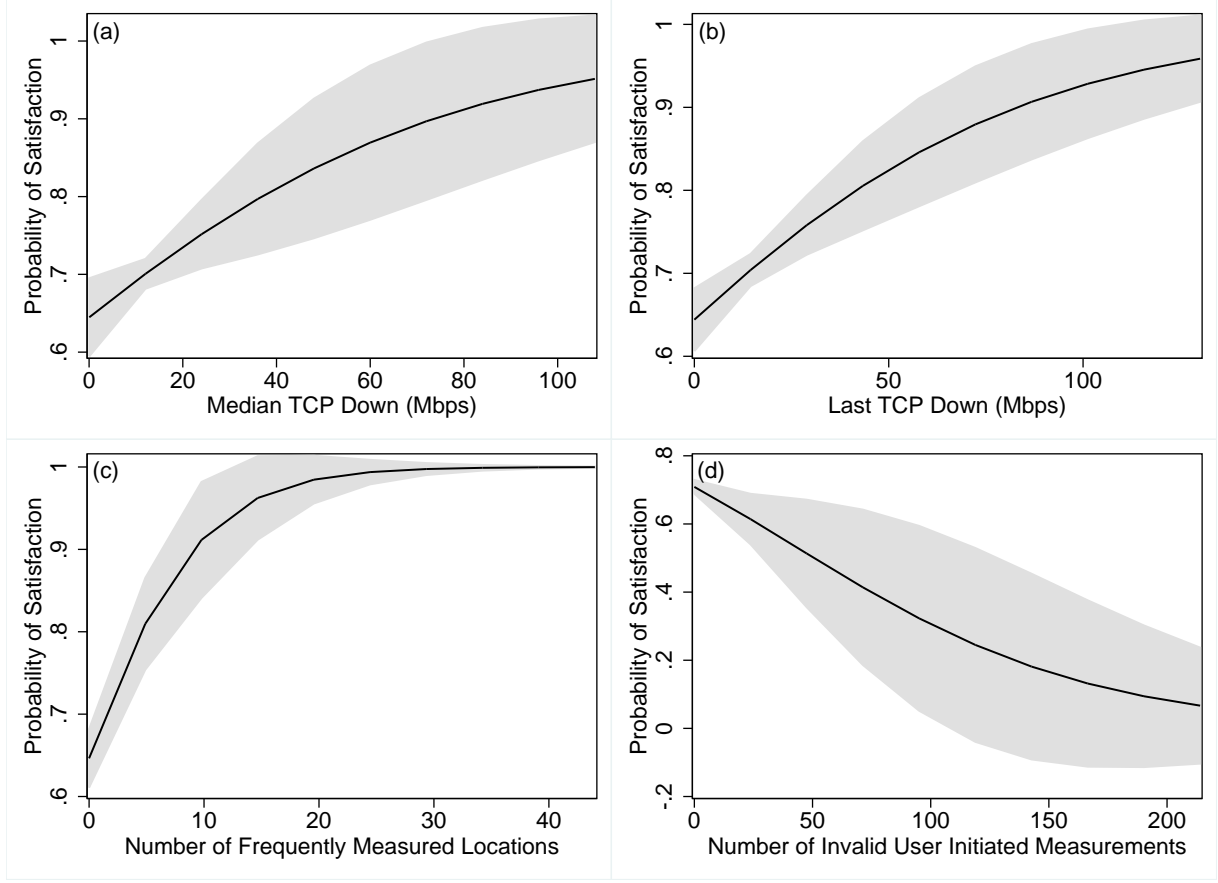 (a)
Probability of Satisfaction
1
.9
.8
.7
.6
0 20 40 60 80 100
Median TCP Down (Mbps)
(b)
Probability of Satisfaction
1
.9
.8
.7
.6
0 50 100
Last TCP Down (Mbps)
(c)
Probability of Satisfaction
1
.9
.8
.7
.6
0 10 20 30 40
Number of Frequently Measured Locations
(d)
Probability of Satisfaction
.8
.6
.4
.2
0
-.2
0 50 100 150 200
Number of Invalid User Initiated Measurements